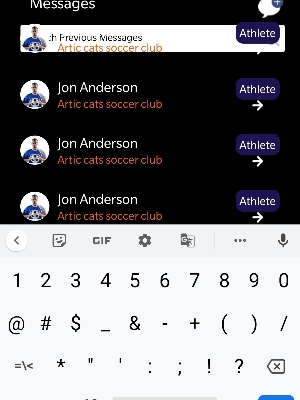 Messages
Athlete
ch Previous Messages
Artic cats soccer club
Jon Anderson
Athlete
Artic cats soccer club
Jon Anderson
Athlete
Artic cats soccer club
Jon Anderson
Athlete
Artic cats soccer club
GIF
1 2 3 4 5 6 7 8 9 0
@ # $ _ & - + ( ) /
=\< * " ' : ; ! ?